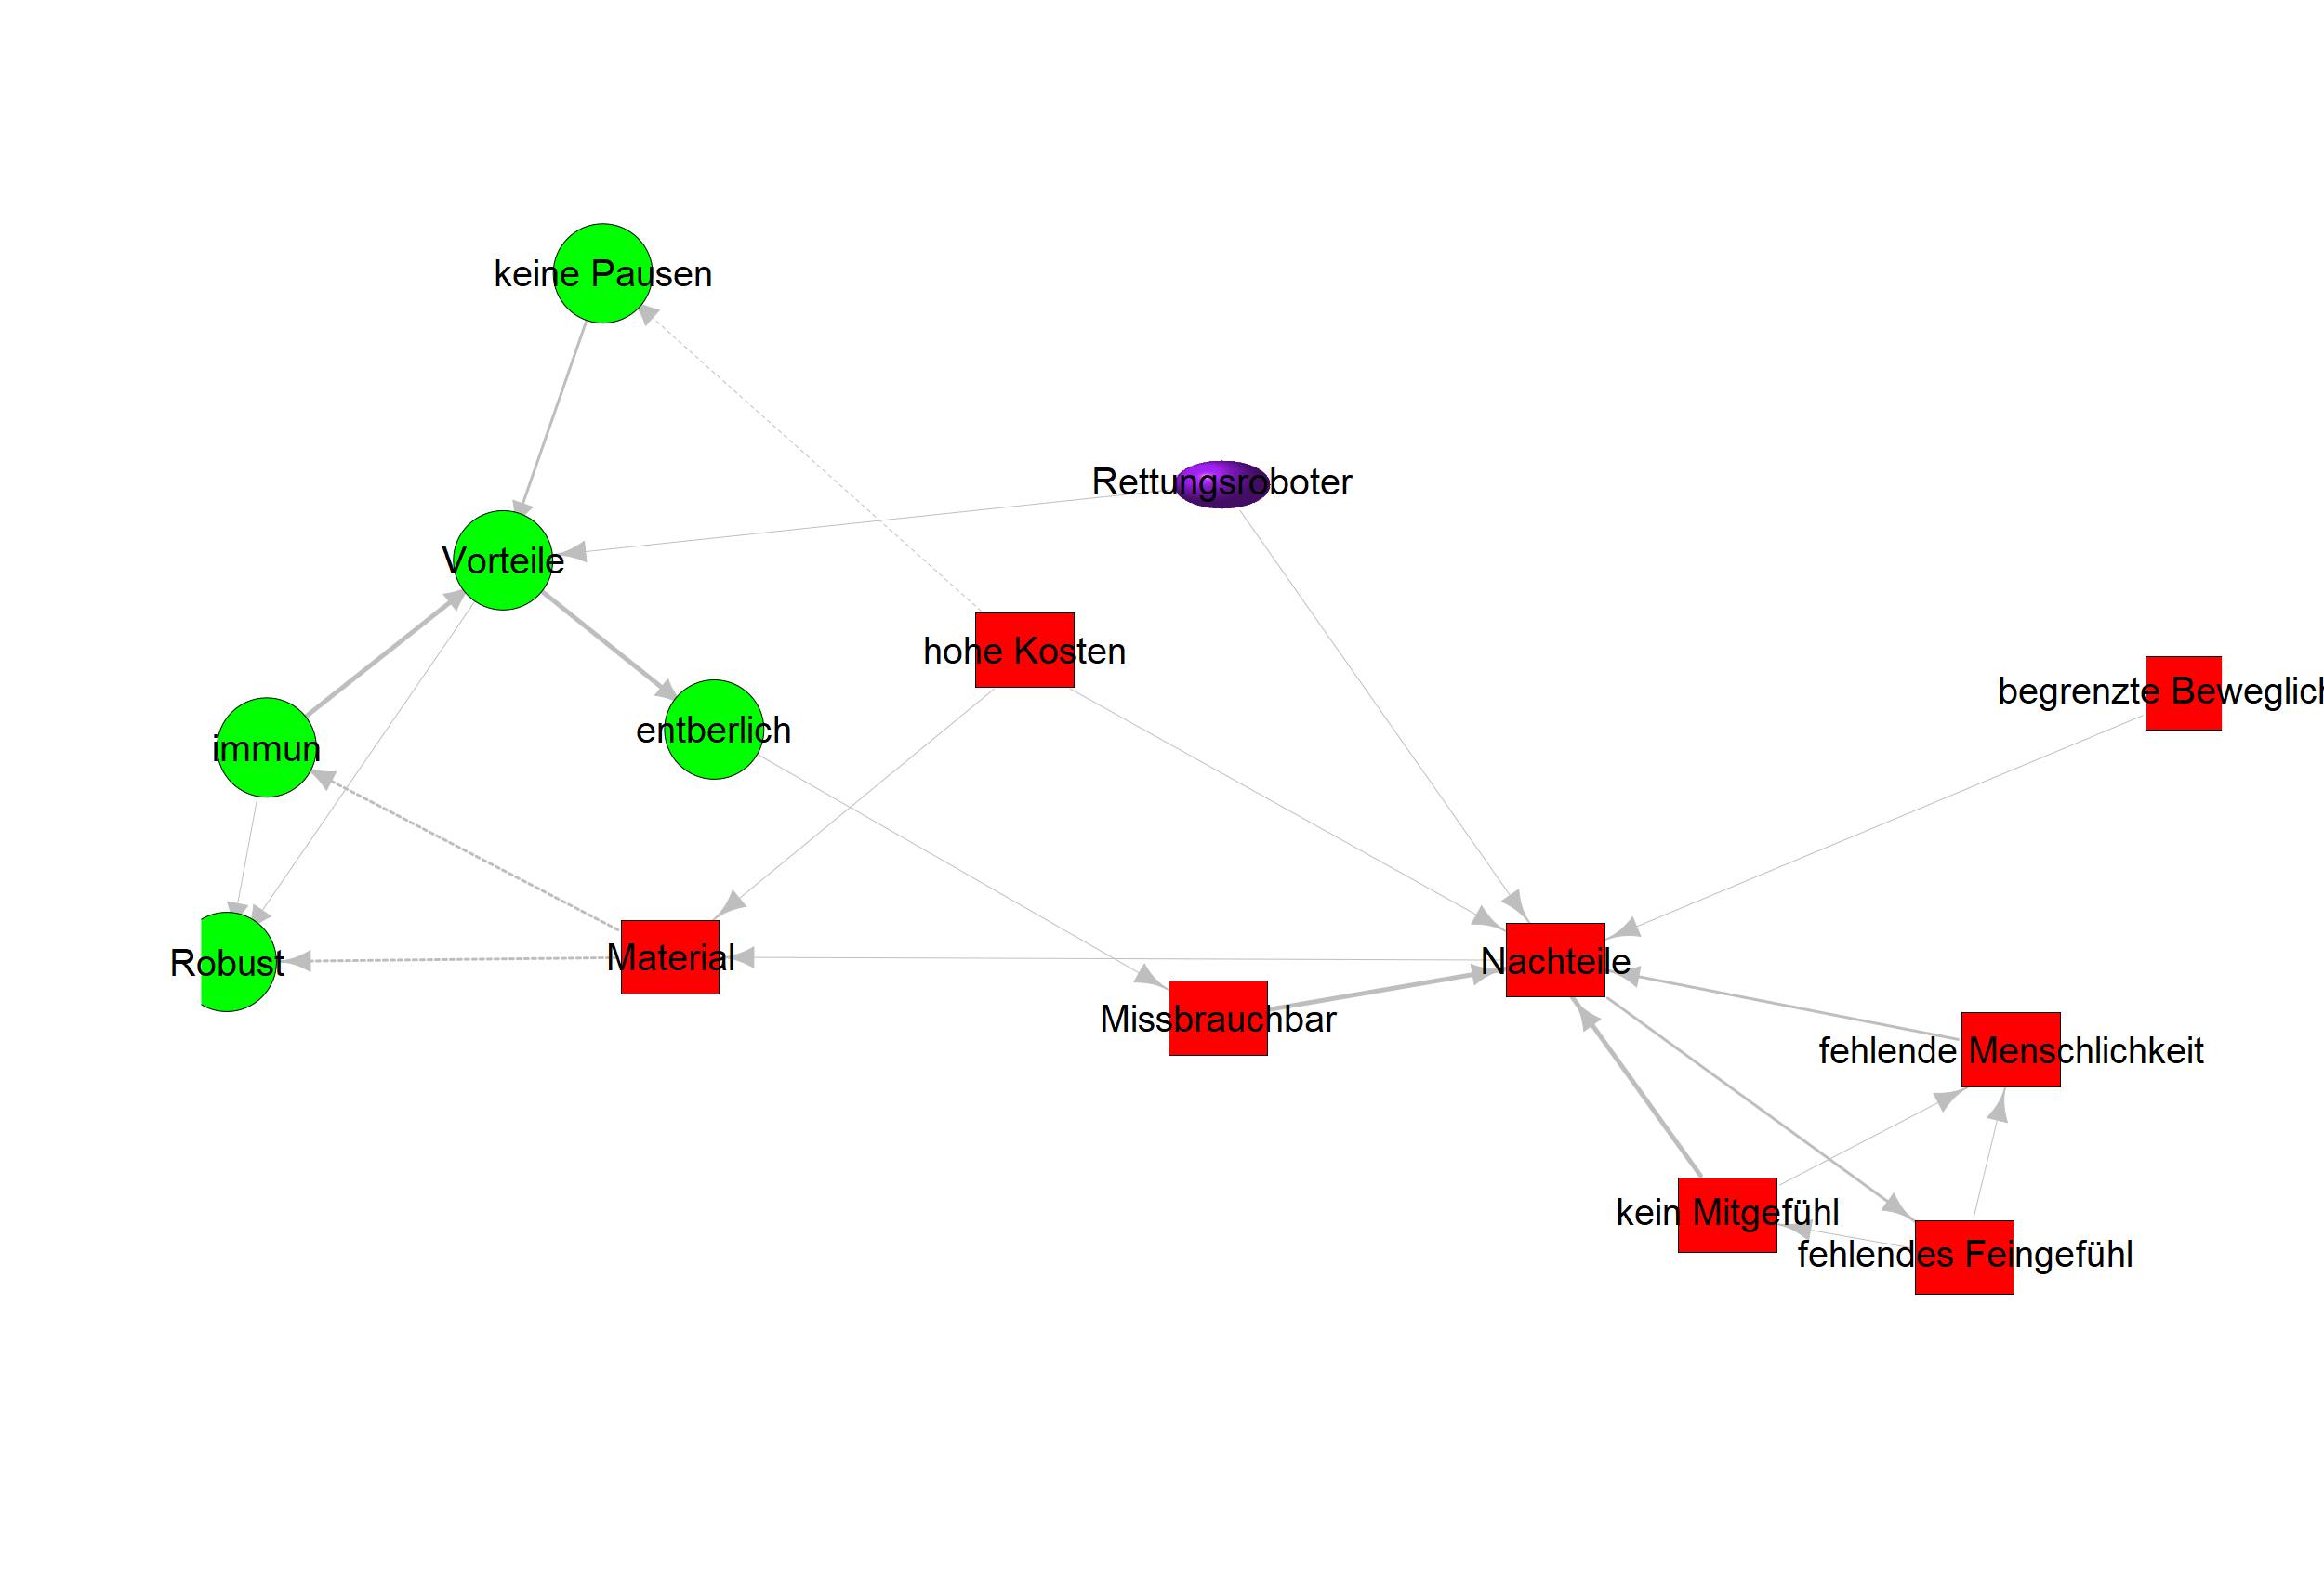 keine Pausen
Rettungsroboter
Vorteile
hohe Kosten
begrenzte Beweglich
entberlich
immun
Material
Nachteile
Robust
Missbrauchbar
fehlende Menschlichkeit
kein Mitgefühl
fehlendes Feingefühl